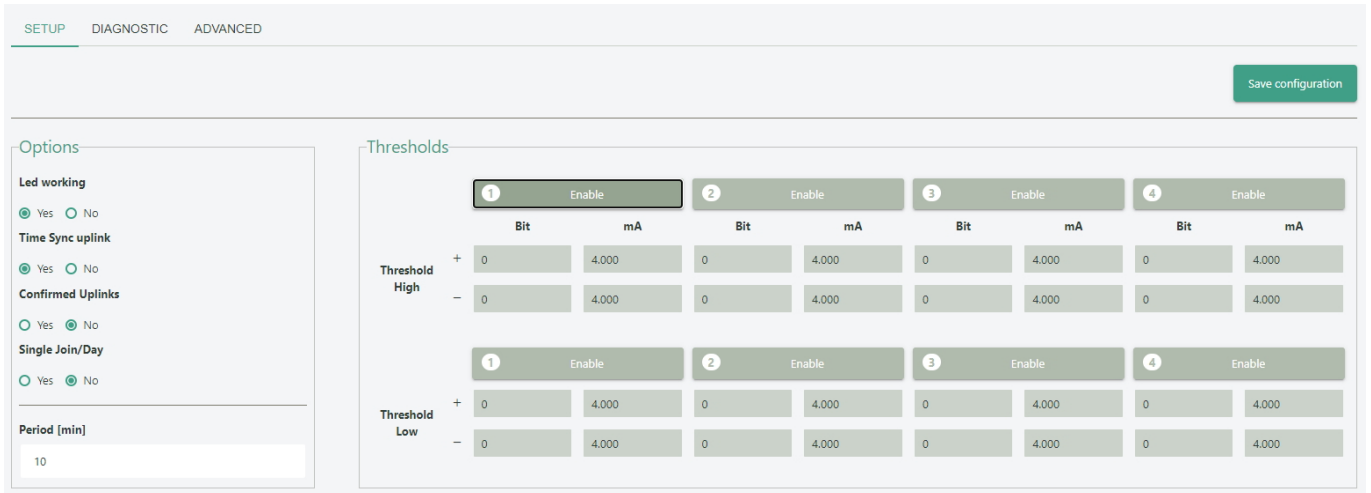 SETUP DIAGNOSTIC ADVANCED
Save configuration
Options
Led working
Yes No
Time Sync uplink
Yes No
Confirmed Uplinks
Yes No
Single Join/Day
Yes No
Period [min]
10
Thresholds
1 Enable 2 Enable 3 Enable 4 Enable
Bit mA Bit mA Bit mA Bit mA
Threshold
High
+ 0 4.000 0 4.000 0 4.000 0 4.000
− 0 4.000 0 4.000 0 4.000 0 4.000
1 Enable 2 Enable 3 Enable 4 Enable
Threshold
Low
+ 0 4.000 0 4.000 0 4.000 0 4.000
− 0 4.000 0 4.000 0 4.000 0 4.000